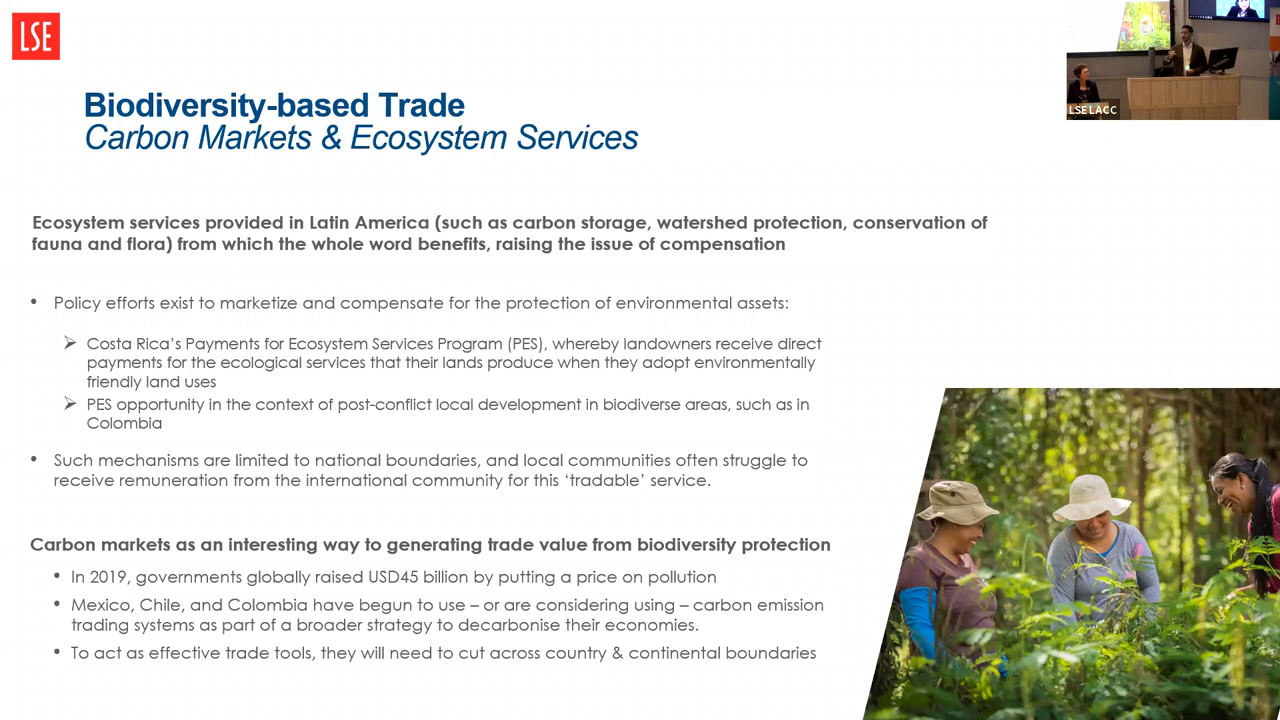 LSE
LSE LACC
Biodiversity-based Trade
Carbon Markets & Ecosystem Services
Ecosystem services provided in Latin America (such as carbon storage, watershed protection, conservation of
fauna and flora) from which the whole word benefits, raising the issue of compensation
• Policy efforts exist to marketize and compensate for the protection of environmental assets:
➢ Costa Rica’s Payments for Ecosystem Services Program (PES), whereby landowners receive direct
payments for the ecological services that their lands produce when they adopt environmentally
friendly land uses
➢ PES opportunity in the context of post-conflict local development in biodiverse areas, such as in
Colombia
• Such mechanisms are limited to national boundaries, and local communities often struggle to
receive remuneration from the international community for this ‘tradable’ service.
Carbon markets as an interesting way to generating trade value from biodiversity protection
• In 2019, governments globally raised USD45 billion by putting a price on pollution
• Mexico, Chile, and Colombia have begun to use – or are considering using – carbon emission
trading systems as part of a broader strategy to decarbonise their economies.
• To act as effective trade tools, they will need to cut across country & continental boundaries